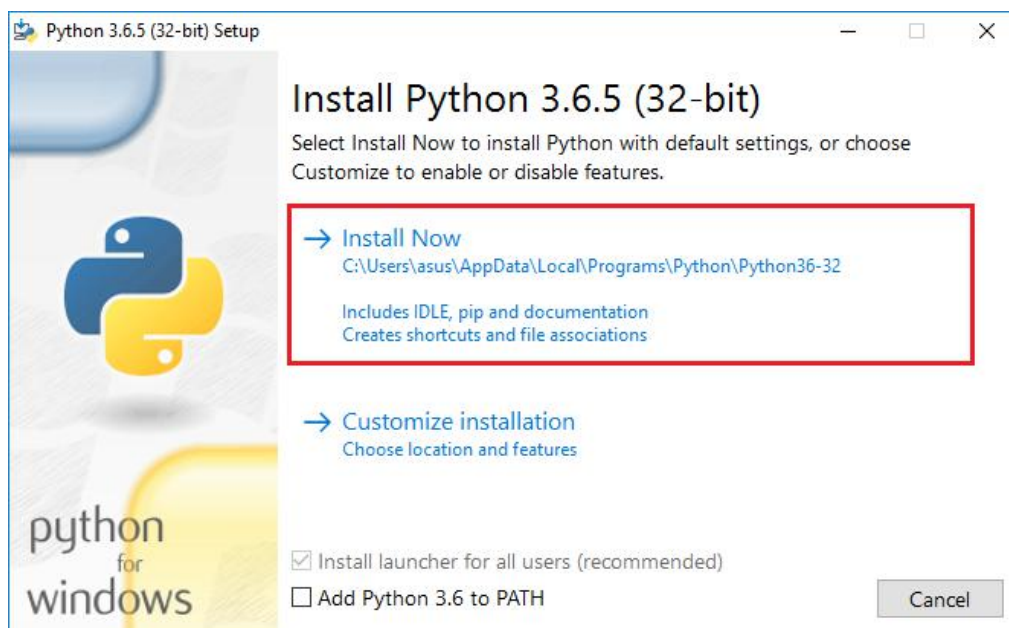 Python 3.6.5 (32-bit) Setup
Install Python 3.6.5 (32-bit)
Select Install Now to install Python with default settings, or choose
Customize to enable or disable features.
Install Now
C:\Users\asus\AppData\Local\Programs\Python\Python36-32
Includes IDLE, pip and documentation
Creates shortcuts and file associations
Customize installation
Choose location and features
python
for
windows
Install launcher for all users (recommended)
Add Python 3.6 to PATH
Cancel